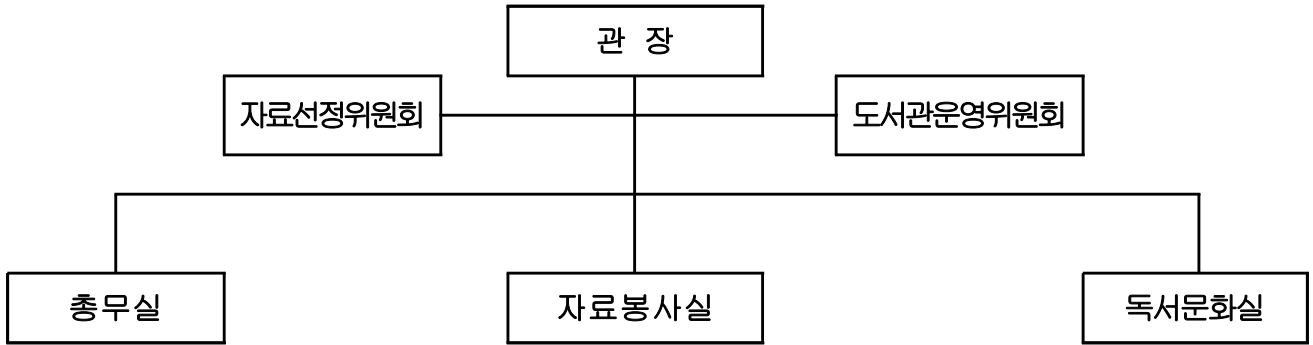 관 장
자료선정위원회
도서관운영위원회
총무실
자료봉사실
독서문화실